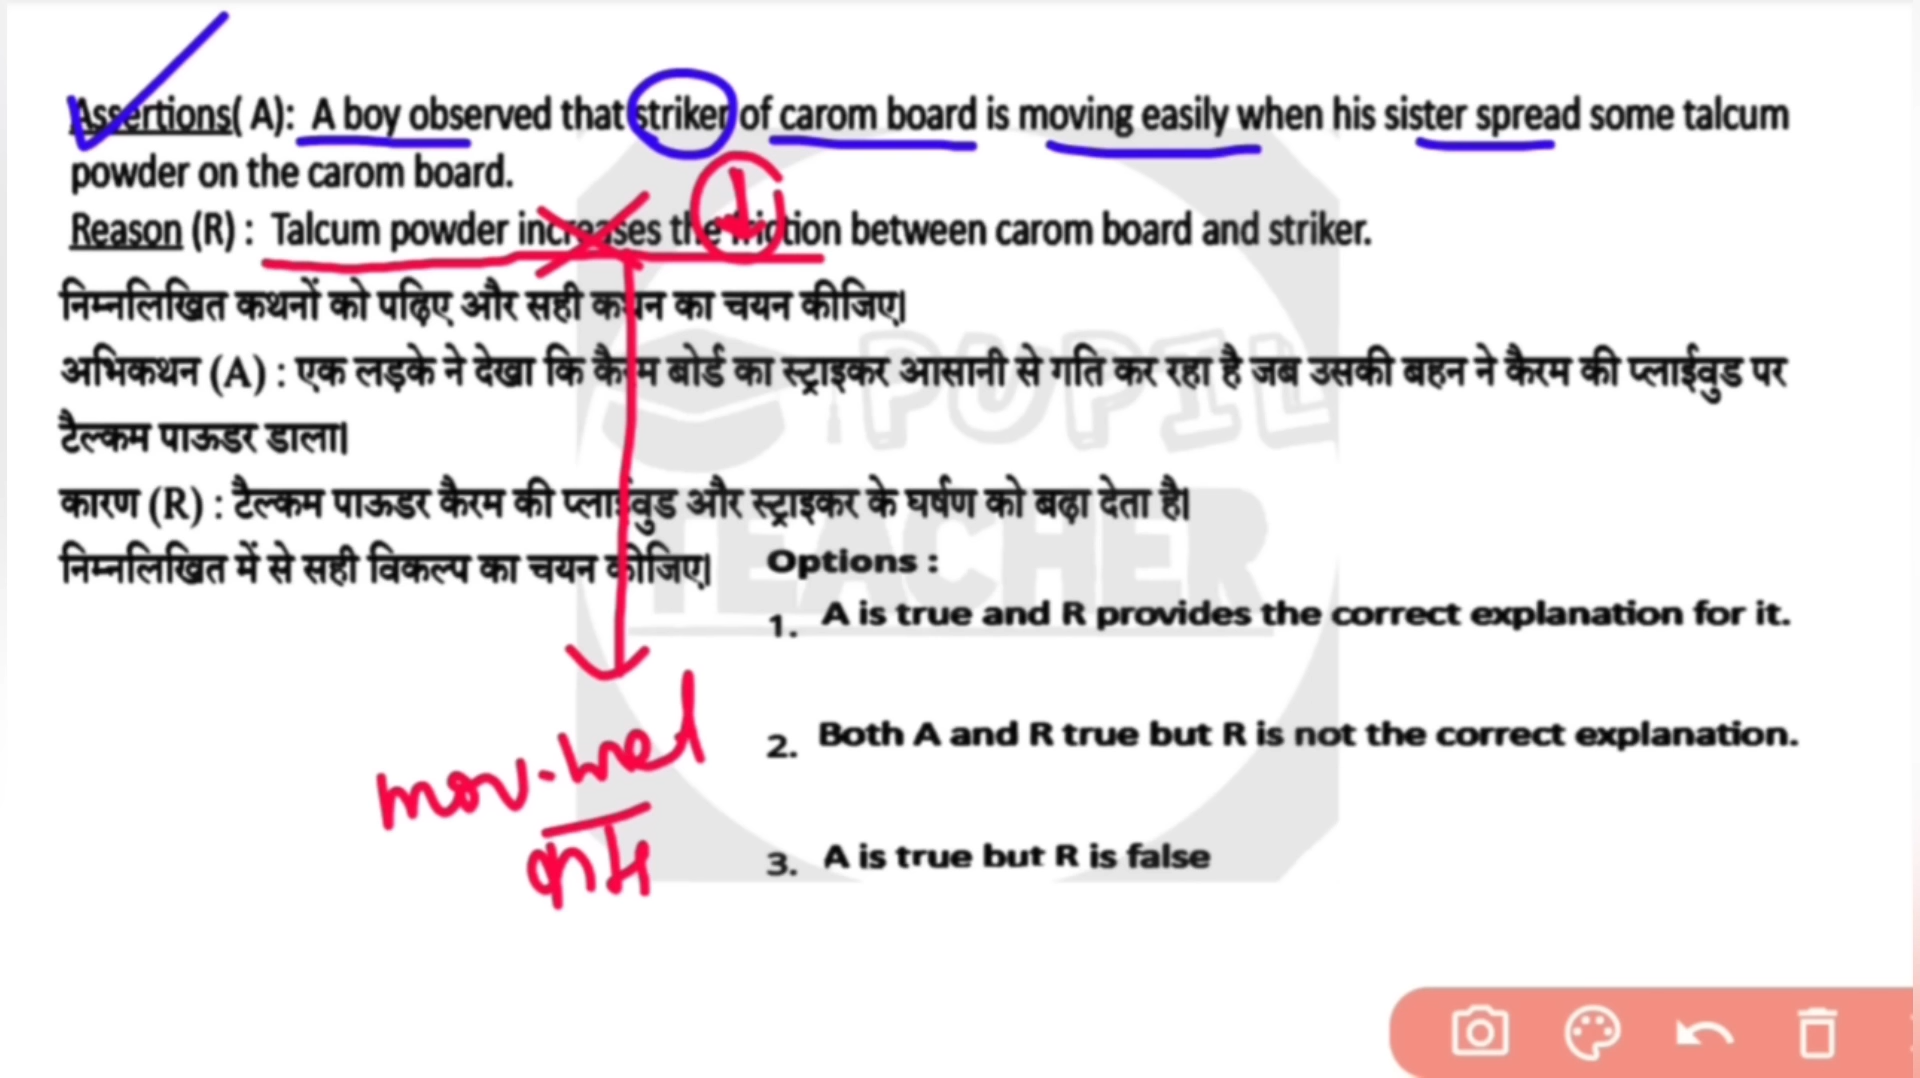 Assertions( A): A boy observed that striker of carom board is moving easily when his sister spread some talcum
powder on the carom board.
Reason (R) : Talcum powder increases the friction between carom board and striker.
निम्नलिखित कथनों को पढ़िए और सही कथन का चयन कीजिए।
अभिकथन (A) : एक लड़के ने देखा कि कैरम बोर्ड का स्ट्राइकर आसानी से गति कर रहा है जब उसकी बहन ने कैरम की प्लाईवुड पर
टैल्कम पाऊडर डाला।
कारण (R) : टैल्कम पाऊडर कैरम की प्लाईवुड और स्ट्राइकर के घर्षण को बढ़ा देता है।
निम्नलिखित में से सही विकल्प का चयन कीजिए।
Options :
1. A is true and R provides the correct explanation for it.
2. Both A and R true but R is not the correct explanation.
3. A is true but R is false
PUPIL
TEACHER